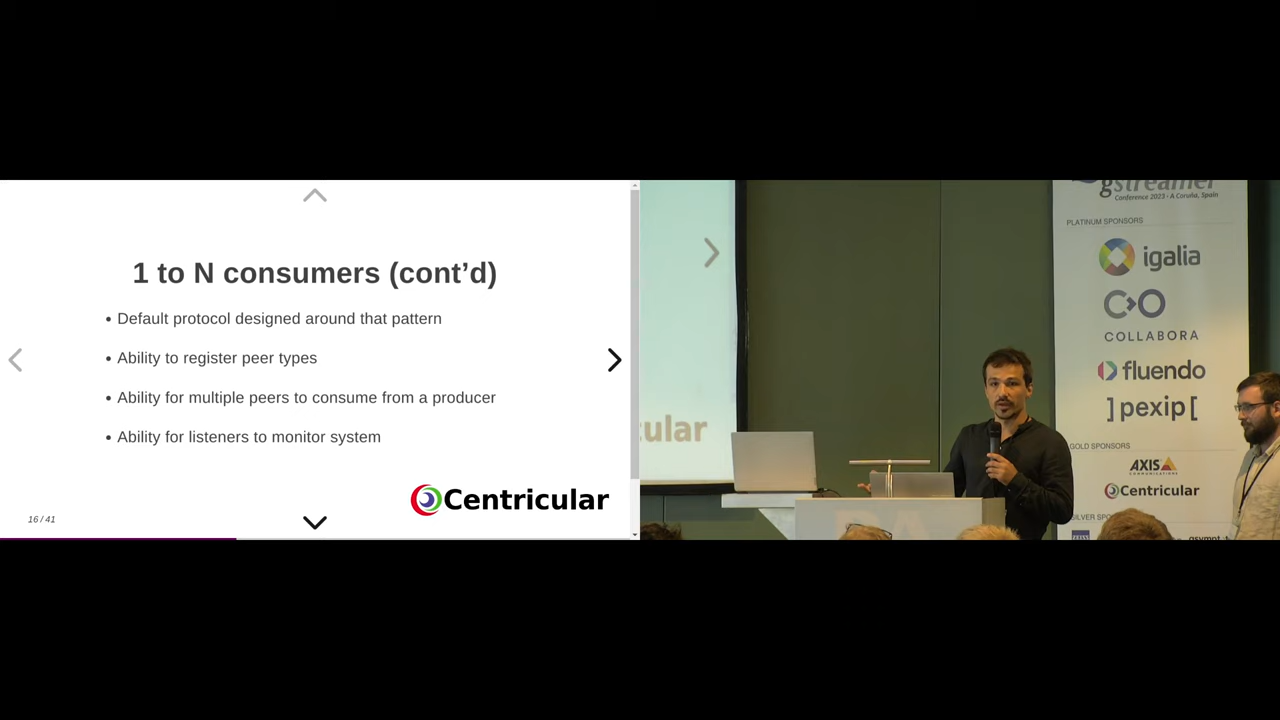 1 to N consumers (cont’d)
• Default protocol designed around that pattern
• Ability to register peer types
• Ability for multiple peers to consume from a producer
• Ability for listeners to monitor system
Centricular
16 / 41
cular
gstreamer
Conference 2023 - A Coruña, Spain
PLATINUM SPONSORS
igalia
COLLABORA
fluendo
]pexip[
GOLD SPONSORS
AXIS
COMMUNICATIONS
Centricular